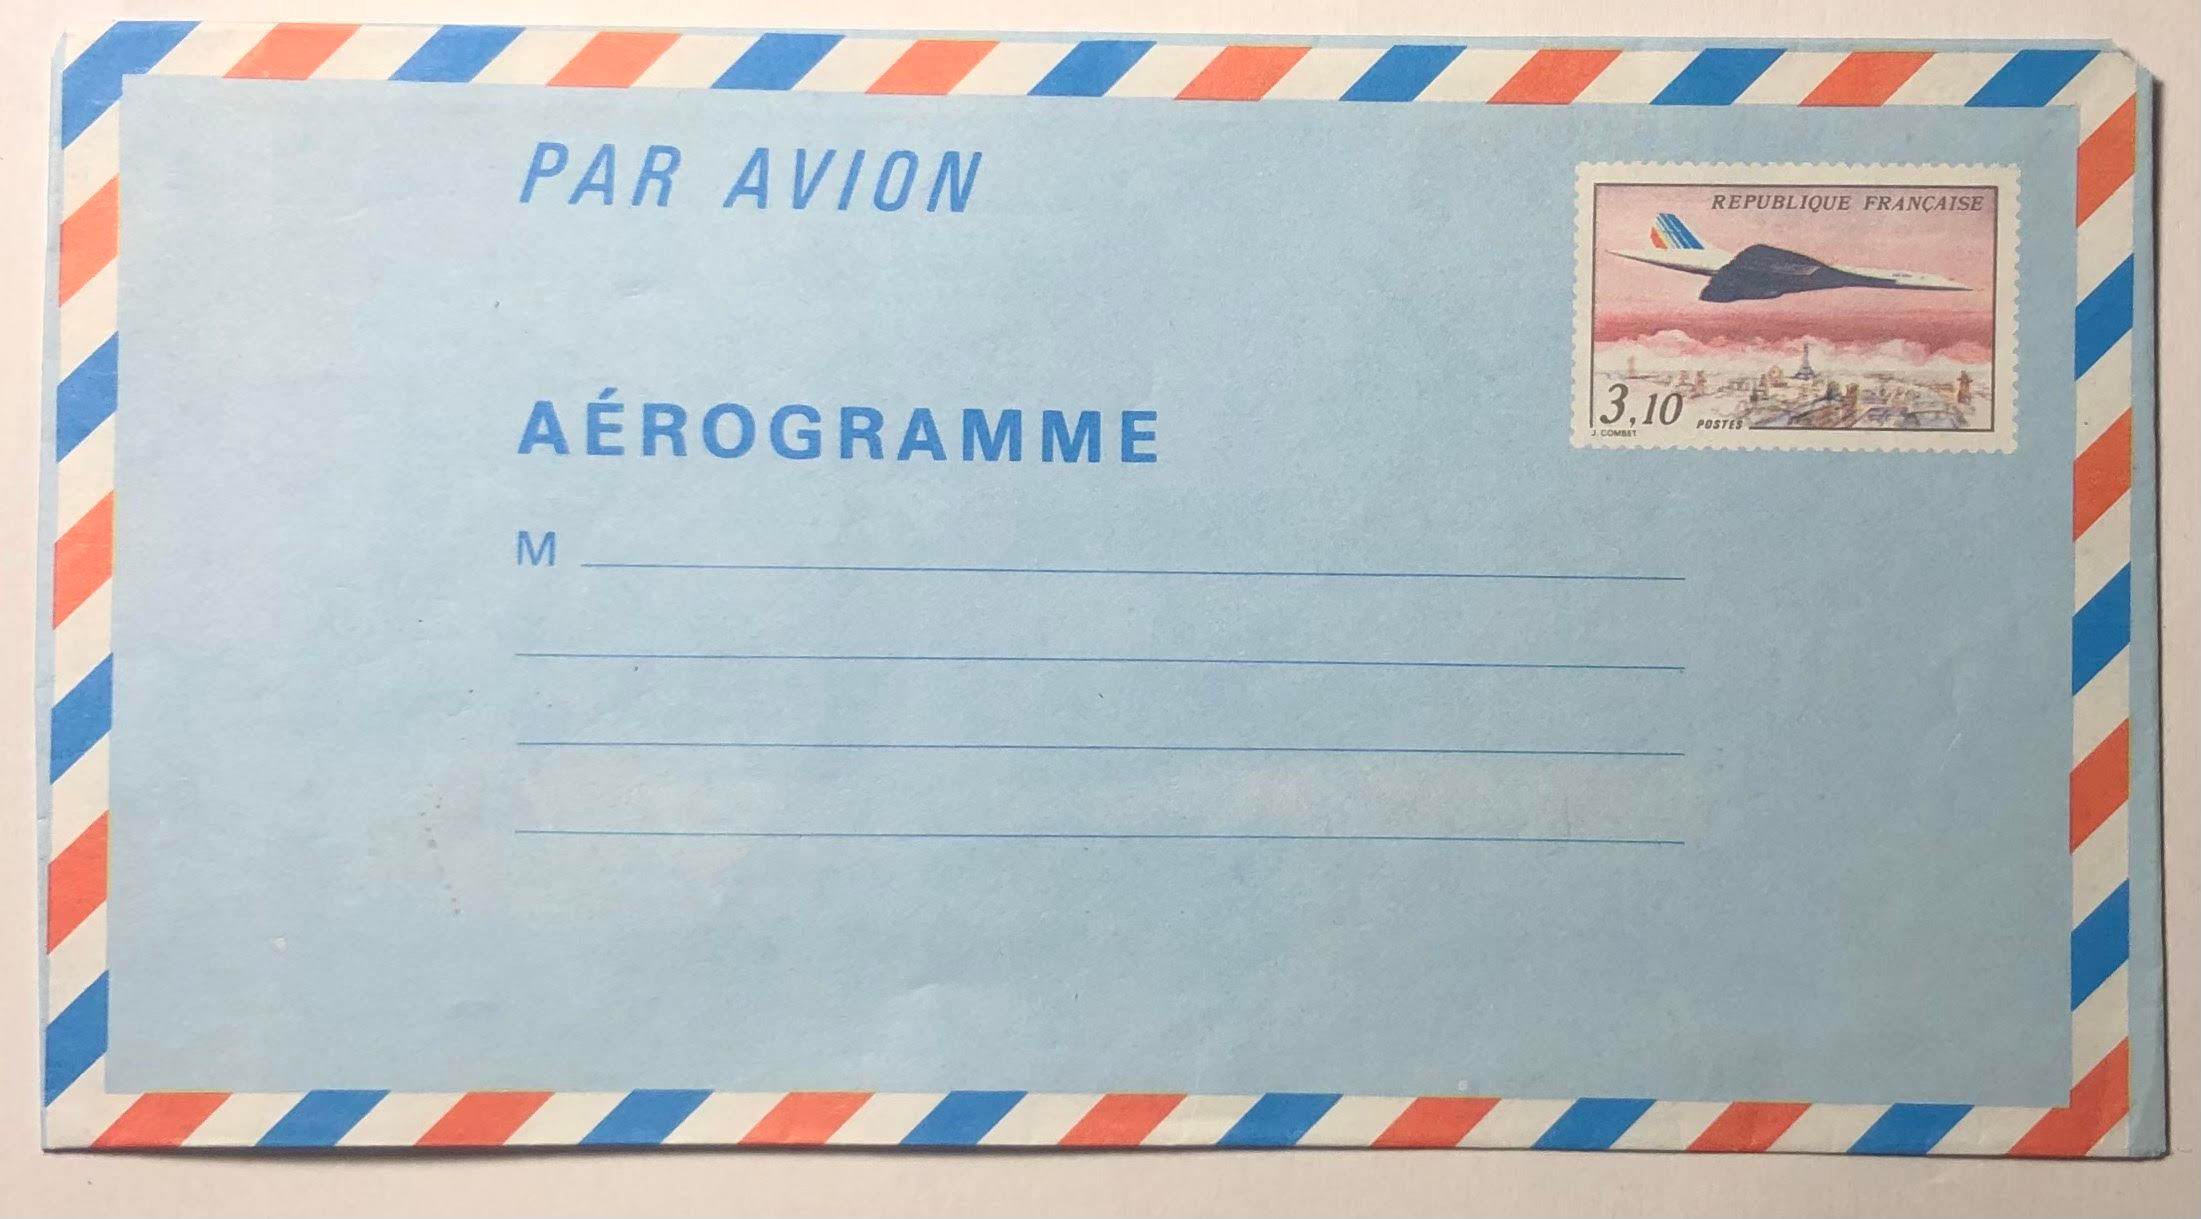 PAR AVION
REPUBLIQUE FRANÇAISE
3,10 POSTES
J. COMBET
AÉROGRAMME
M